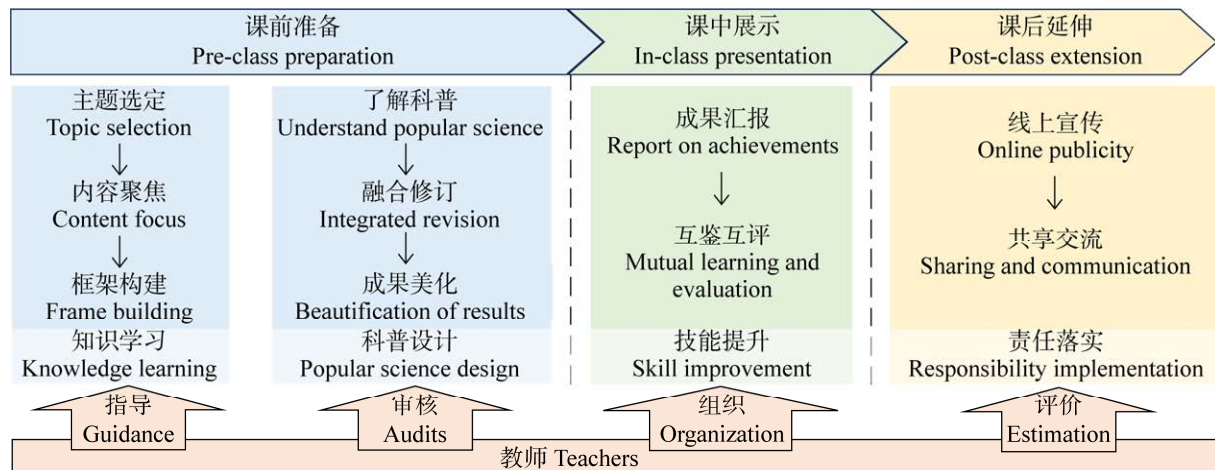 课前准备
Pre-class preparation
课中展示
In-class presentation
课后延伸
Post-class extension
主题选定
Topic selection
内容聚焦
Content focus
框架构建
Frame building
知识学习
Knowledge learning
了解科普
Understand popular science
融合修订
Integrated revision
成果美化
Beautification of results
科普设计
Popular science design
成果汇报
Report on achievements
互鉴互评
Mutual learning and
evaluation
技能提升
Skill improvement
线上宣传
Online publicity
共享交流
Sharing and communication
责任落实
Responsibility implementation
指导
Guidance
审核
Audits
组织
Organization
评价
Estimation
教师 Teachers